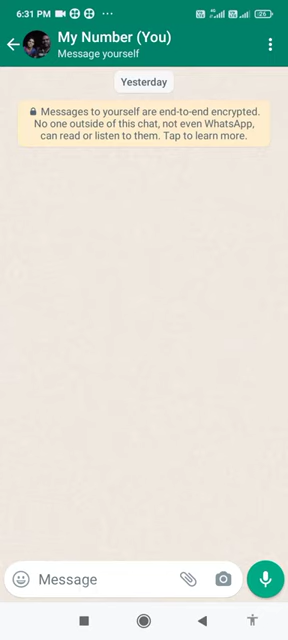 6:31 PM
My Number (You)
Message yourself
Yesterday
Messages to yourself are end-to-end encrypted.
No one outside of this chat, not even WhatsApp,
can read or listen to them. Tap to learn more.
Message